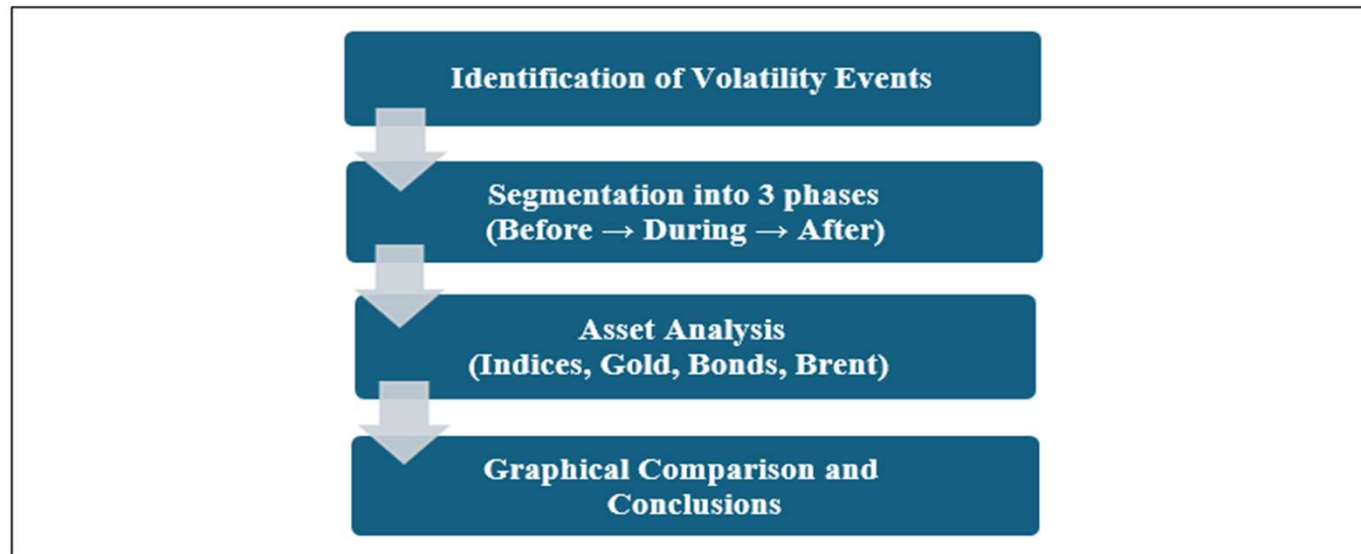 Identification of Volatility Events
Segmentation into 3 phases
(Before → During → After)
Asset Analysis
(Indices, Gold, Bonds, Brent)
Graphical Comparison and
Conclusions